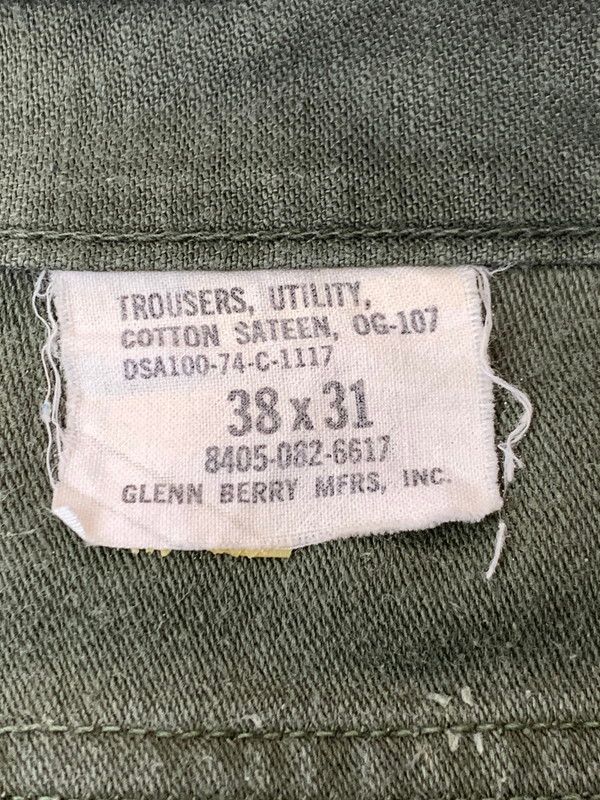 TROUSERS, UTILITY,
COTTON SATEEN, OG-107
DSA100-74-C-1117
38 x 31
8405-082-6617
GLENN BERRY MFRS, INC.